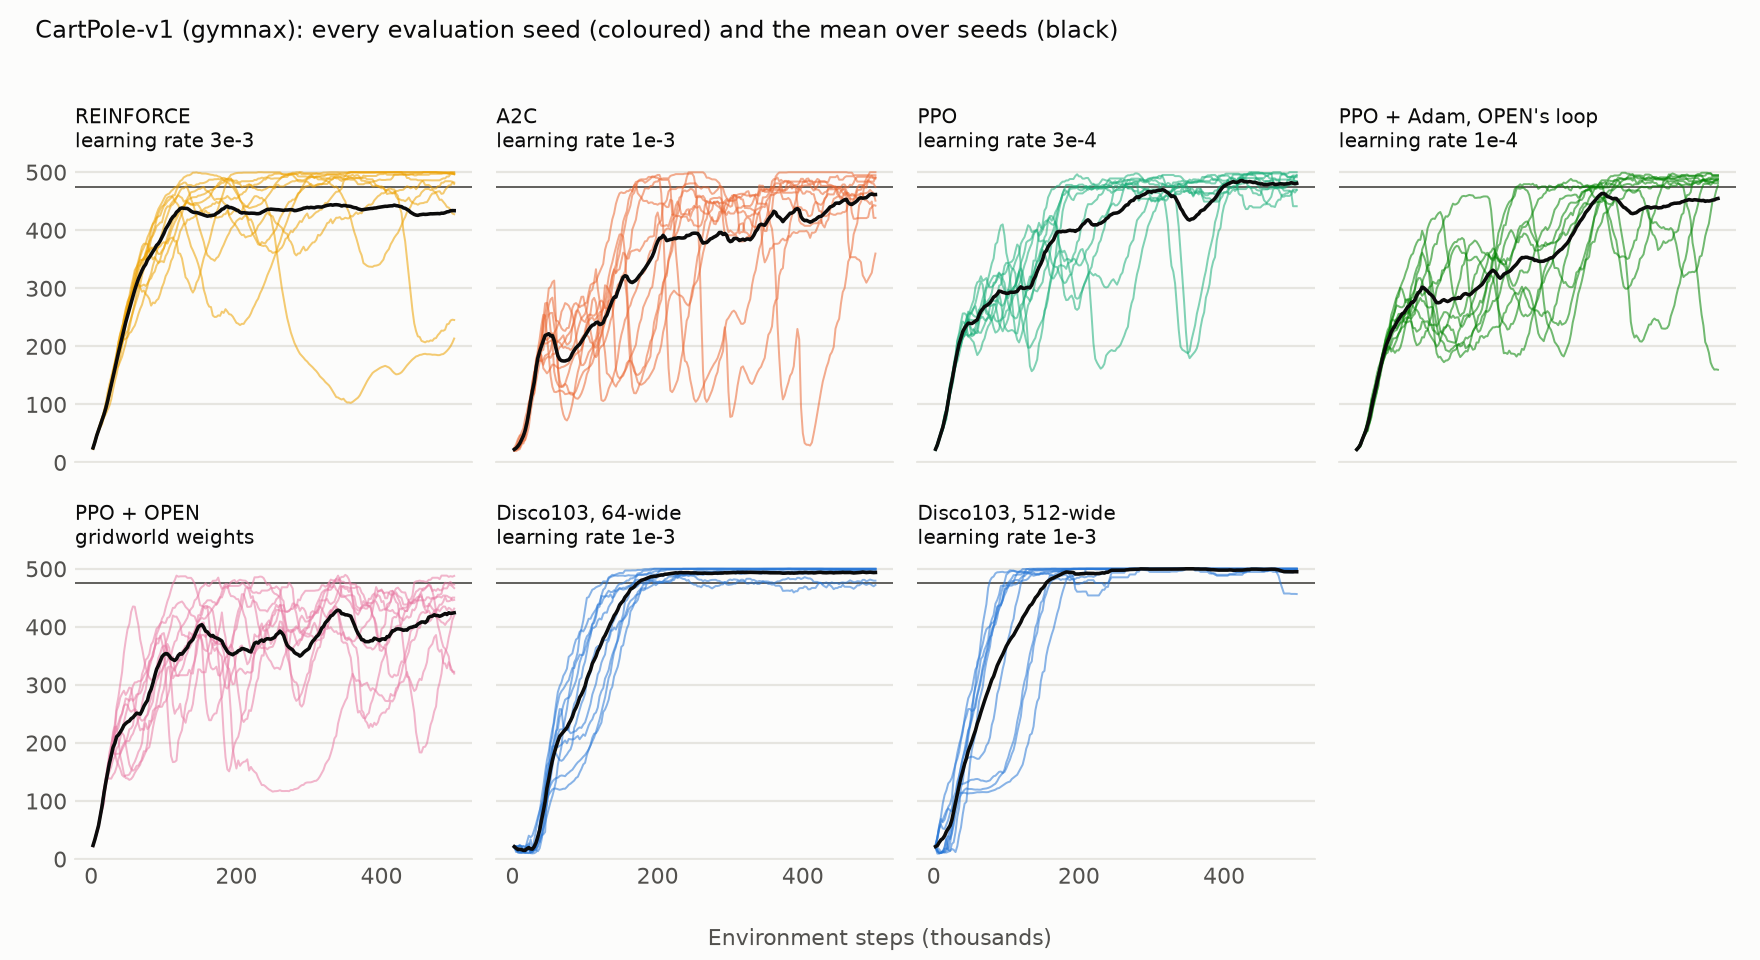 CartPole-v1 (gymnax): every evaluation seed (coloured) and the mean over seeds (black)
REINFORCE
learning rate 3e-3
A2C
learning rate 1e-3
PPO
learning rate 3e-4
PPO + Adam, OPEN's loop
learning rate 1e-4
500
400
300
200
100
0
PPO + OPEN
gridworld weights
Disco103, 64-wide
learning rate 1e-3
Disco103, 512-wide
learning rate 1e-3
500
400
300
200
100
0
0 200 400
0 200 400
0 200 400
Environment steps (thousands)